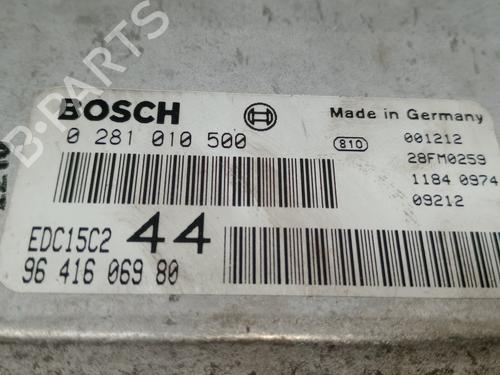 B-PARTS
BOSCH
Made in Germany
0 281 010 500
810
001212
28FM0259
1184 0974
09212
EDC15C2 44
96 416 069 80